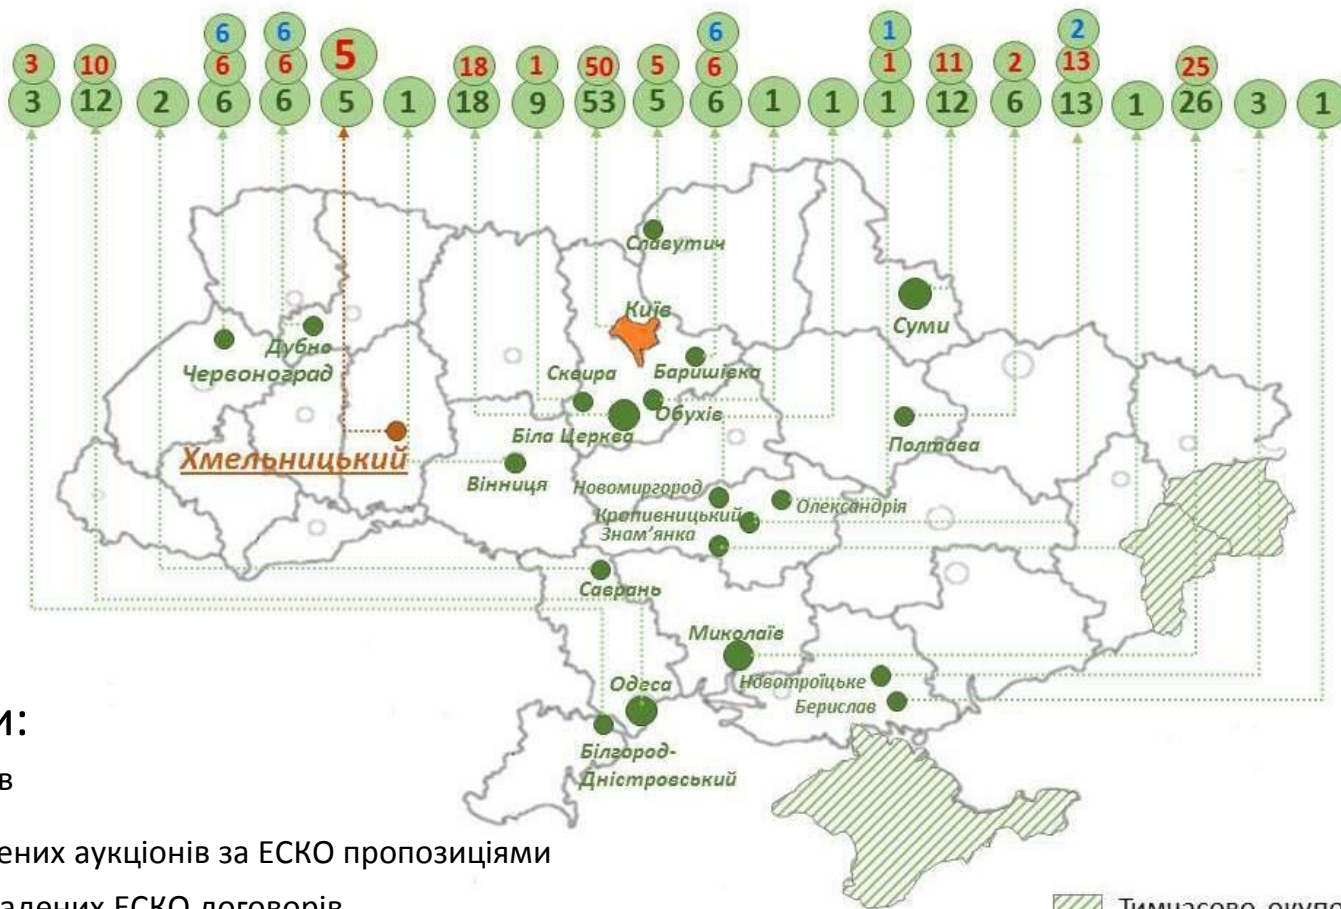 6 6 6 1 2
3 10 6 6 5 18 1 50 5 6 1 11 2 13 25
3 12 2 6 6 5 1 18 9 53 5 6 1 1 1 12 6 13 1 26 3 1
Славутич
Київ
Суми
Дубно
Червоноград
Сквира
Баришівка
Обухів
Біла Церква
Полтава
Хмельницький
Вінниця
Новомиргород
Олександрія
Кропивницький
Знам’янка
Саврань
Миколаїв
Одеса
Новотроїцьке
Берислав
Білгород-
Дністровський
и:
в
ених аукціонів за ЕСКО пропозиціями
адених ЕСКО договорів
Тимчасово окупо